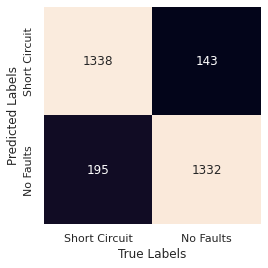 Predicted Labels
Short Circuit
1338 143
No Faults
195 1332
Short Circuit No Faults
True Labels